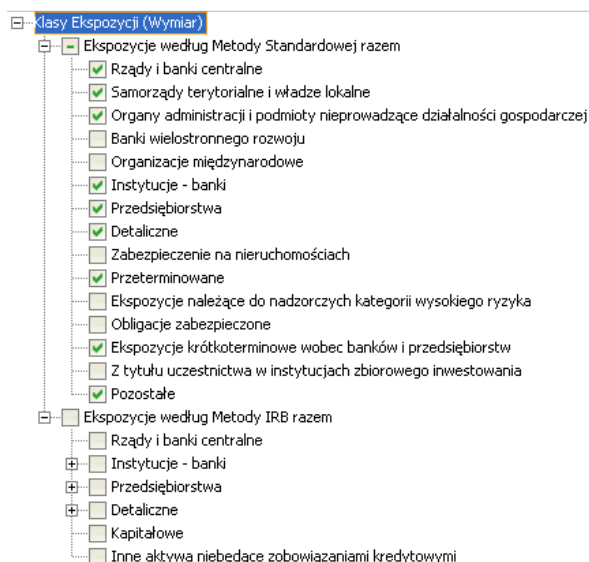 Klasy Ekspozycji (Wymiar)
Ekspozycje według Metody Standardowej razem
Rządy i banki centralne
Samorządy terytorialne i władze lokalne
Organy administracji i podmioty nieprowadzące działalności gospodarczej
Banki wielostronnego rozwoju
Organizacje międzynarodowe
Instytucje - banki
Przedsiębiorstwa
Detaliczne
Zabezpieczenie na nieruchomościach
Przeterminowane
Ekspozycje należące do nadzorczych kategorii wysokiego ryzyka
Obligacje zabezpieczone
Ekspozycje krótkoterminowe wobec banków i przedsiębiorstw
Z tytułu uczestnictwa w instytucjach zbiorowego inwestowania
Pozostałe
Ekspozycje według Metody IRB razem
Rządy i banki centralne
Instytucje - banki
Przedsiębiorstwa
Detaliczne
Kapitałowe
Inne aktywa niebędące zobowiązaniami kredytowymi